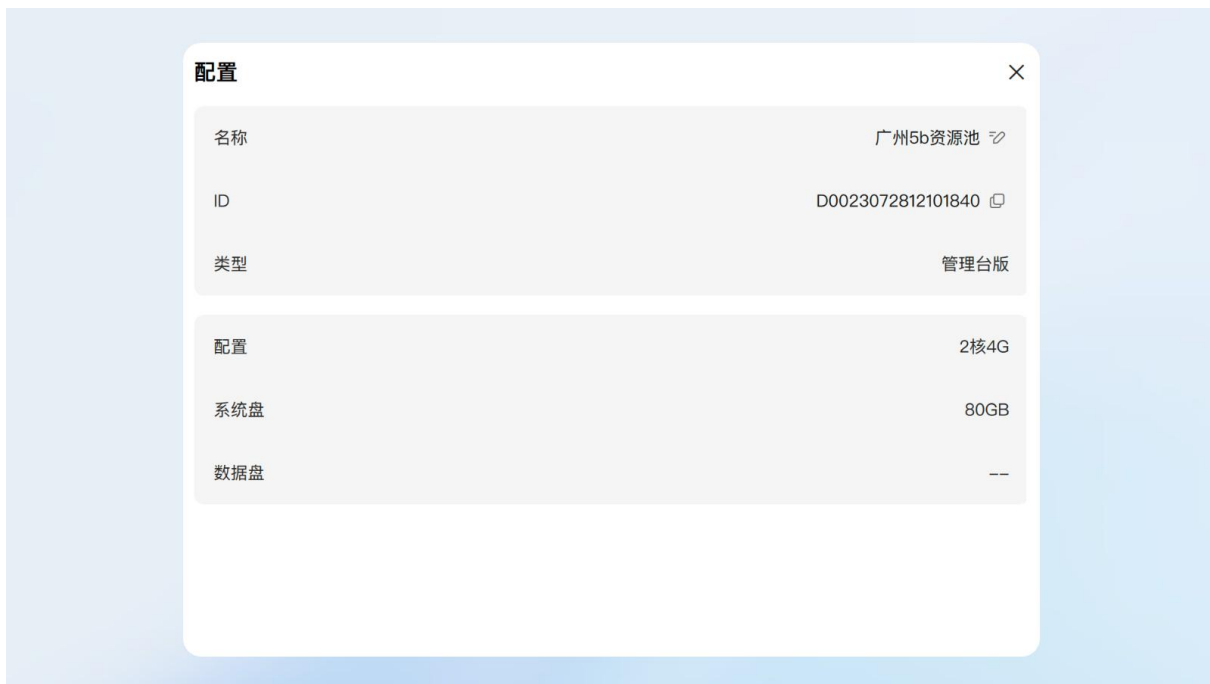 配置
名称 广州5b资源池
ID D0023072812101840
类型 管理台版
配置 2核4G
系统盘 80GB
数据盘 --